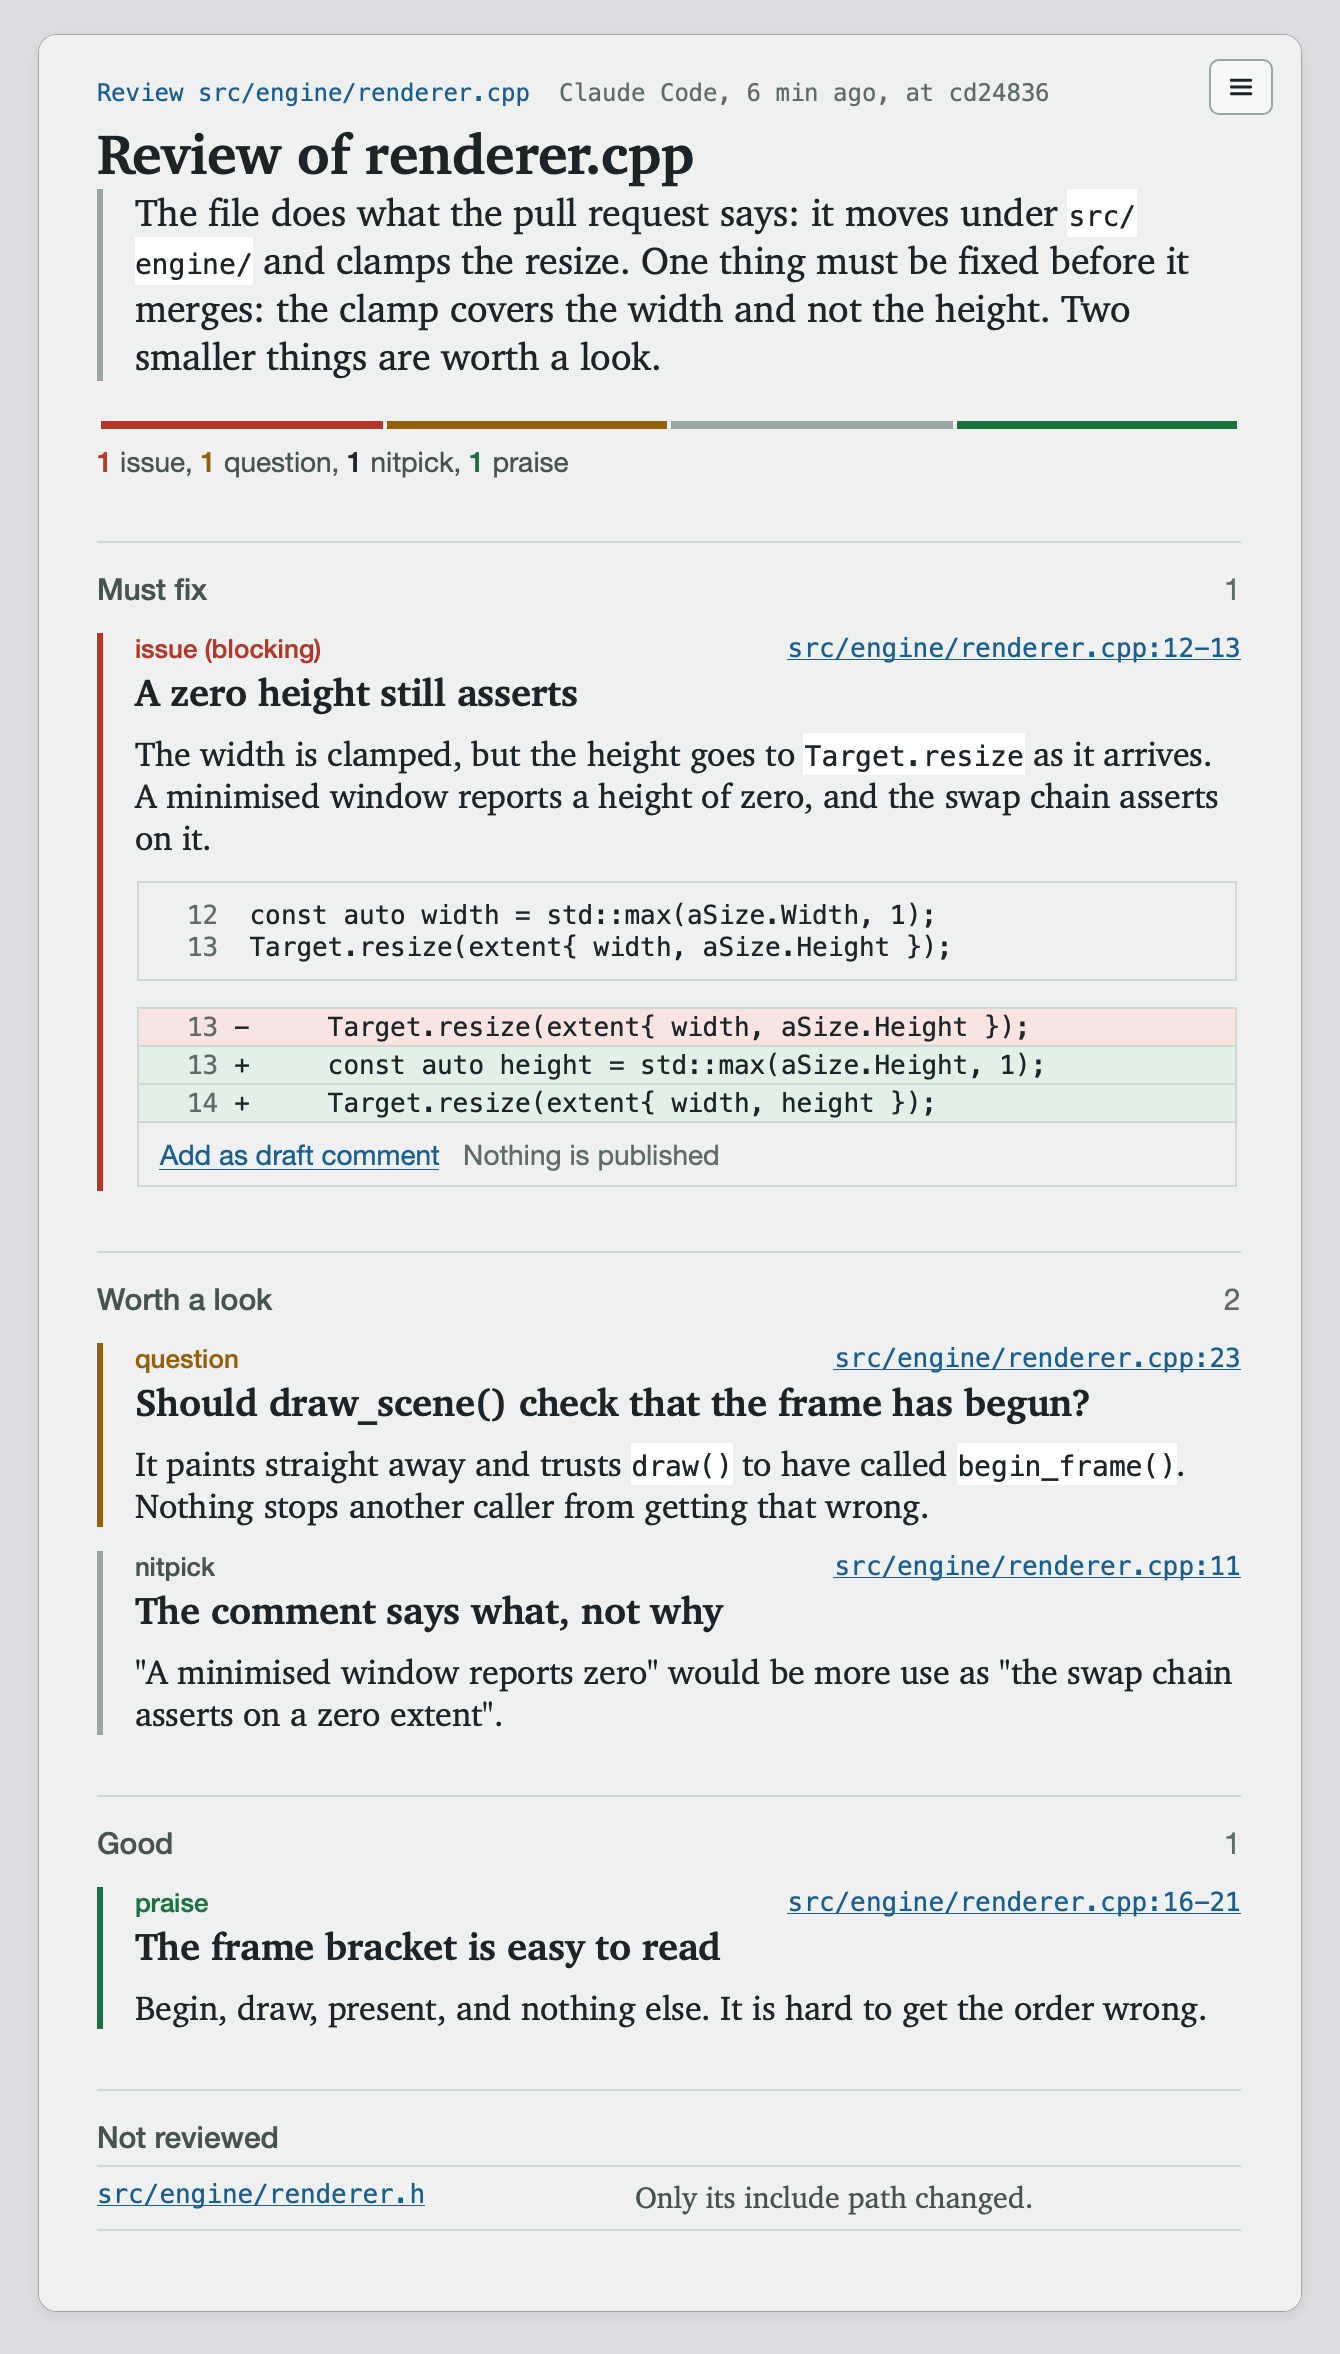 Review src/engine/renderer.cpp Claude Code, 6 min ago, at cd24836
Review of renderer.cpp
The file does what the pull request says: it moves under src/
engine/ and clamps the resize. One thing must be fixed before it
merges: the clamp covers the width and not the height. Two
smaller things are worth a look.
1 issue, 1 question, 1 nitpick, 1 praise
Must fix 1
issue (blocking) src/engine/renderer.cpp:12–13
A zero height still asserts
The width is clamped, but the height goes to Target.resize as it arrives.
A minimised window reports a height of zero, and the swap chain asserts
on it.
12 const auto width = std::max(aSize.Width, 1);
13 Target.resize(extent{ width, aSize.Height });
13 − Target.resize(extent{ width, aSize.Height });
13 + const auto height = std::max(aSize.Height, 1);
14 + Target.resize(extent{ width, height });
Add as draft comment Nothing is published
Worth a look 2
question src/engine/renderer.cpp:23
Should draw_scene() check that the frame has begun?
It paints straight away and trusts draw() to have called begin_frame().
Nothing stops another caller from getting that wrong.
nitpick src/engine/renderer.cpp:11
The comment says what, not why
"A minimised window reports zero" would be more use as "the swap chain
asserts on a zero extent".
Good 1
praise src/engine/renderer.cpp:16–21
The frame bracket is easy to read
Begin, draw, present, and nothing else. It is hard to get the order wrong.
Not reviewed
src/engine/renderer.h Only its include path changed.